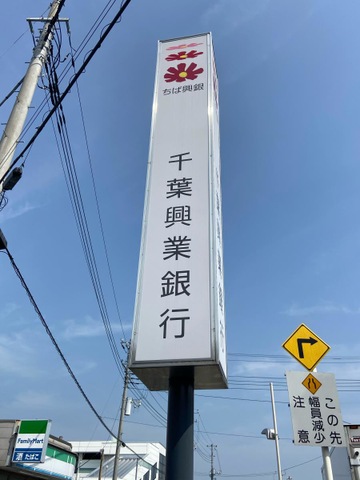 ちば興銀
千葉興業銀行
この先
幅員減少
注意
FamilyMart
酒 たばこ